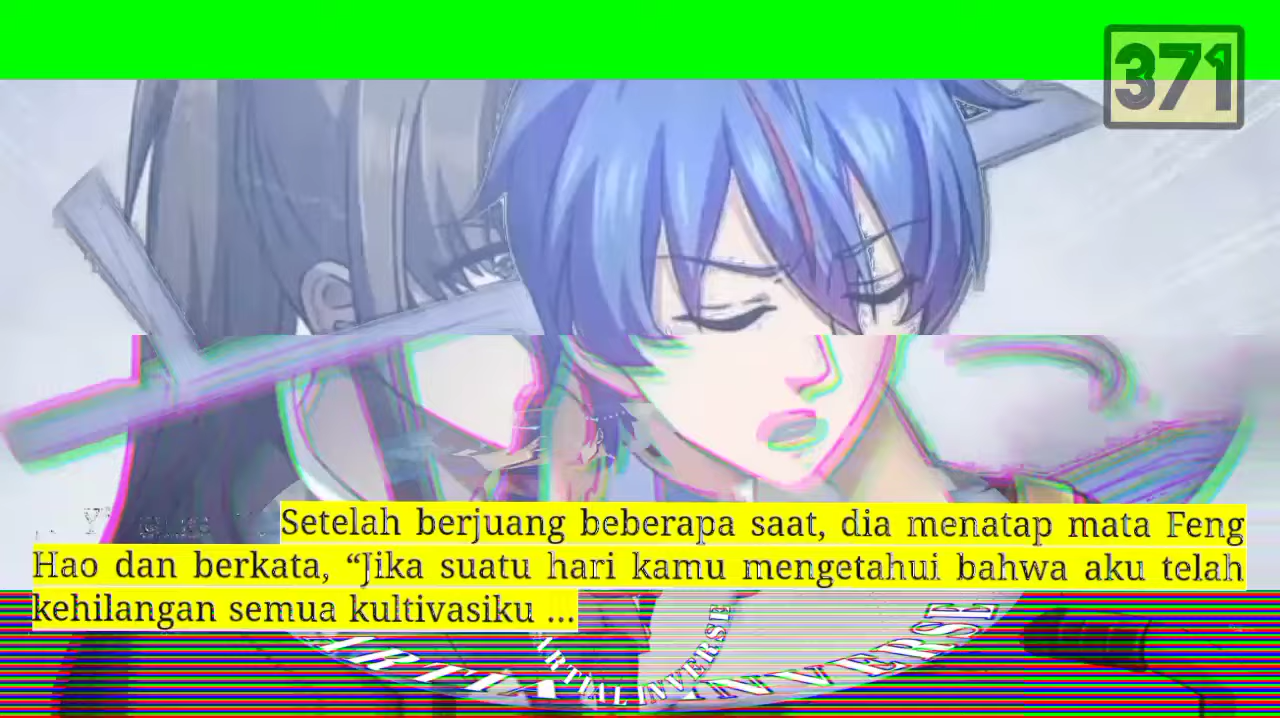 371
Setelah berjuang beberapa saat, dia menatap mata Feng
Hao dan berkata, “Jika suatu hari kamu mengetahui bahwa aku telah
kehilangan semua kultivasiku ...
INVERSE